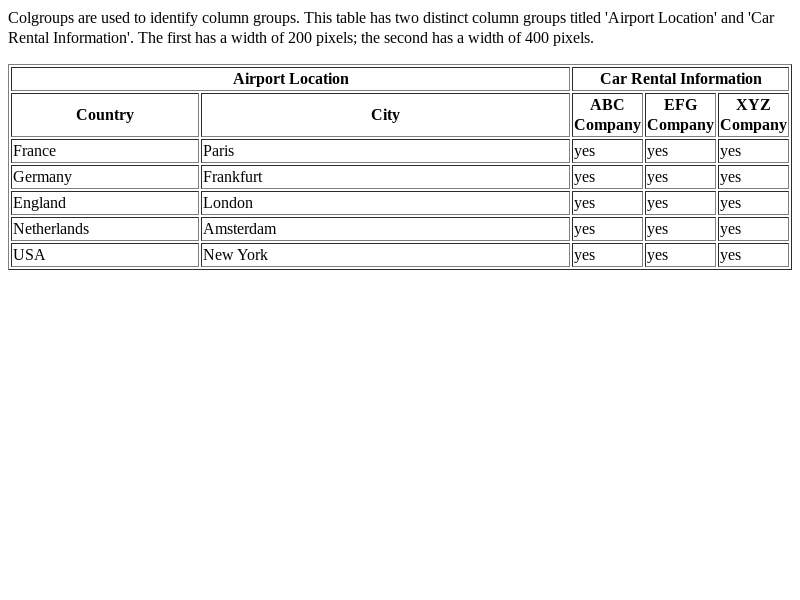 Colgroups are used to identify column groups. This table has two distinct column groups titled 'Airport Location' and 'Car
Rental Information'. The first has a width of 200 pixels; the second has a width of 400 pixels.
Airport Location Car Rental Information
Country City ABC Company EFG Company XYZ Company
France Paris yes yes yes
Germany Frankfurt yes yes yes
England London yes yes yes
Netherlands Amsterdam yes yes yes
USA New York yes yes yes